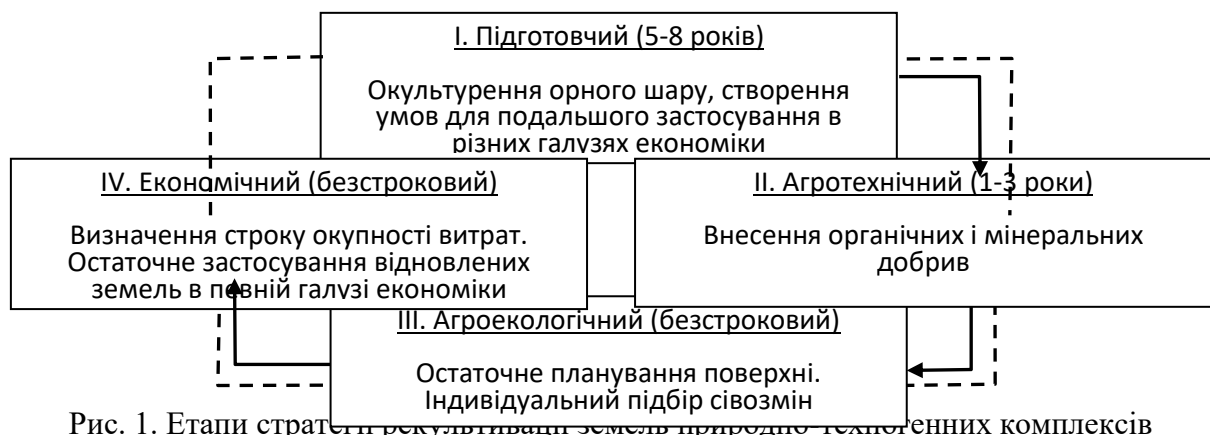 I. Підготовчий (5-8 років)
Окультурення орного шару, створення
умов для подальшого застосування в
різних галузях економіки
IV. Економічний (безстроковий)
Визначення строку окупності витрат.
Остаточне застосування відновлених
земель в певній галузі економіки
II. Агротехнічний (1-3 роки)
Внесення органічних і мінеральних
добрив
III. Агроекологічний (безстроковий)
Остаточне планування поверхні.
Індивідуальний підбір сівозмін
Рис. 1. Етапи стратегії рекультивації земель природно-техногенних комплексів